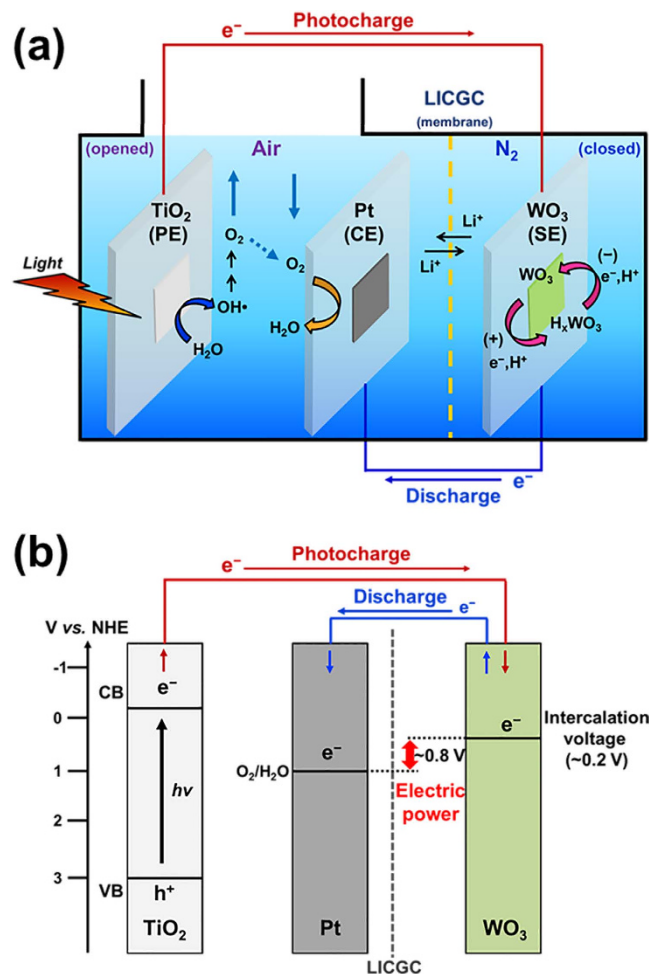 (a)
e⁻ Photocharge
LICGC
(membrane)
(opened)
Air
N₂
(closed)
TiO₂
(PE)
Pt
(CE)
WO₃
(SE)
Li⁺
Li⁺
O₂
O₂
Light
OH•
H₂O
H₂O
WO₃
(−)
e⁻,H⁺
HₓWO₃
(+)
e⁻,H⁺
e⁻
Discharge
(b)
e⁻ Photocharge
Discharge e⁻
V vs. NHE
-1
CB
0
1
2
3
VB
e⁻
hν
h⁺
TiO₂
O₂/H₂O
e⁻
Pt
~0.8 V
Electric
power
e⁻
WO₃
Intercalation
voltage
(~0.2 V)
LICGC